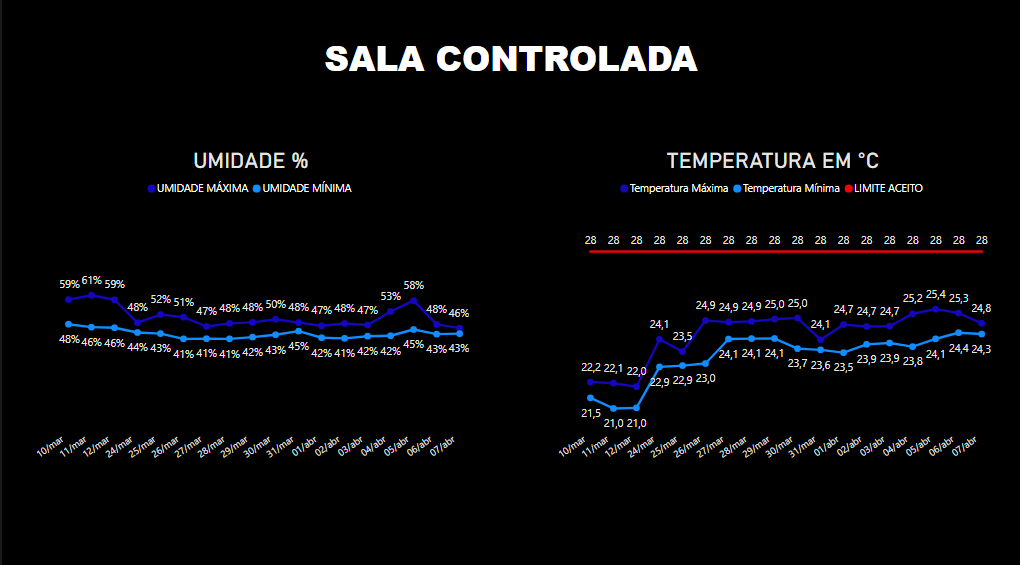 SALA CONTROLADA
UMIDADE %
UMIDADE MÁXIMA UMIDADE MÍNIMA
59% 61% 59% 48% 52% 51% 47% 48% 48% 50% 48% 47% 48% 47% 53% 58% 48% 46%
48% 46% 46% 44% 43% 41% 41% 41% 42% 43% 45% 42% 41% 42% 42% 45% 43% 43%
10/mar 11/mar 12/mar 24/mar 25/mar 26/mar 27/mar 28/mar 29/mar 30/mar 31/mar 01/abr 02/abr 03/abr 04/abr 05/abr 06/abr 07/abr
TEMPERATURA EM °C
Temperatura Máxima Temperatura Mínima LIMITE ACEITO
28 28 28 28 28 28 28 28 28 28 28 28 28 28 28 28 28 28
22,2 22,1 22,0 24,1 23,5 24,9 24,9 24,9 25,0 25,0 24,1 24,7 24,7 24,7 25,2 25,4 25,3 24,8
21,5 21,0 21,0 22,9 22,9 23,0 24,1 24,1 24,1 23,7 23,6 23,5 23,9 23,9 23,8 24,1 24,4 24,3
10/mar 11/mar 12/mar 24/mar 25/mar 26/mar 27/mar 28/mar 29/mar 30/mar 31/mar 01/abr 02/abr 03/abr 04/abr 05/abr 06/abr 07/abr